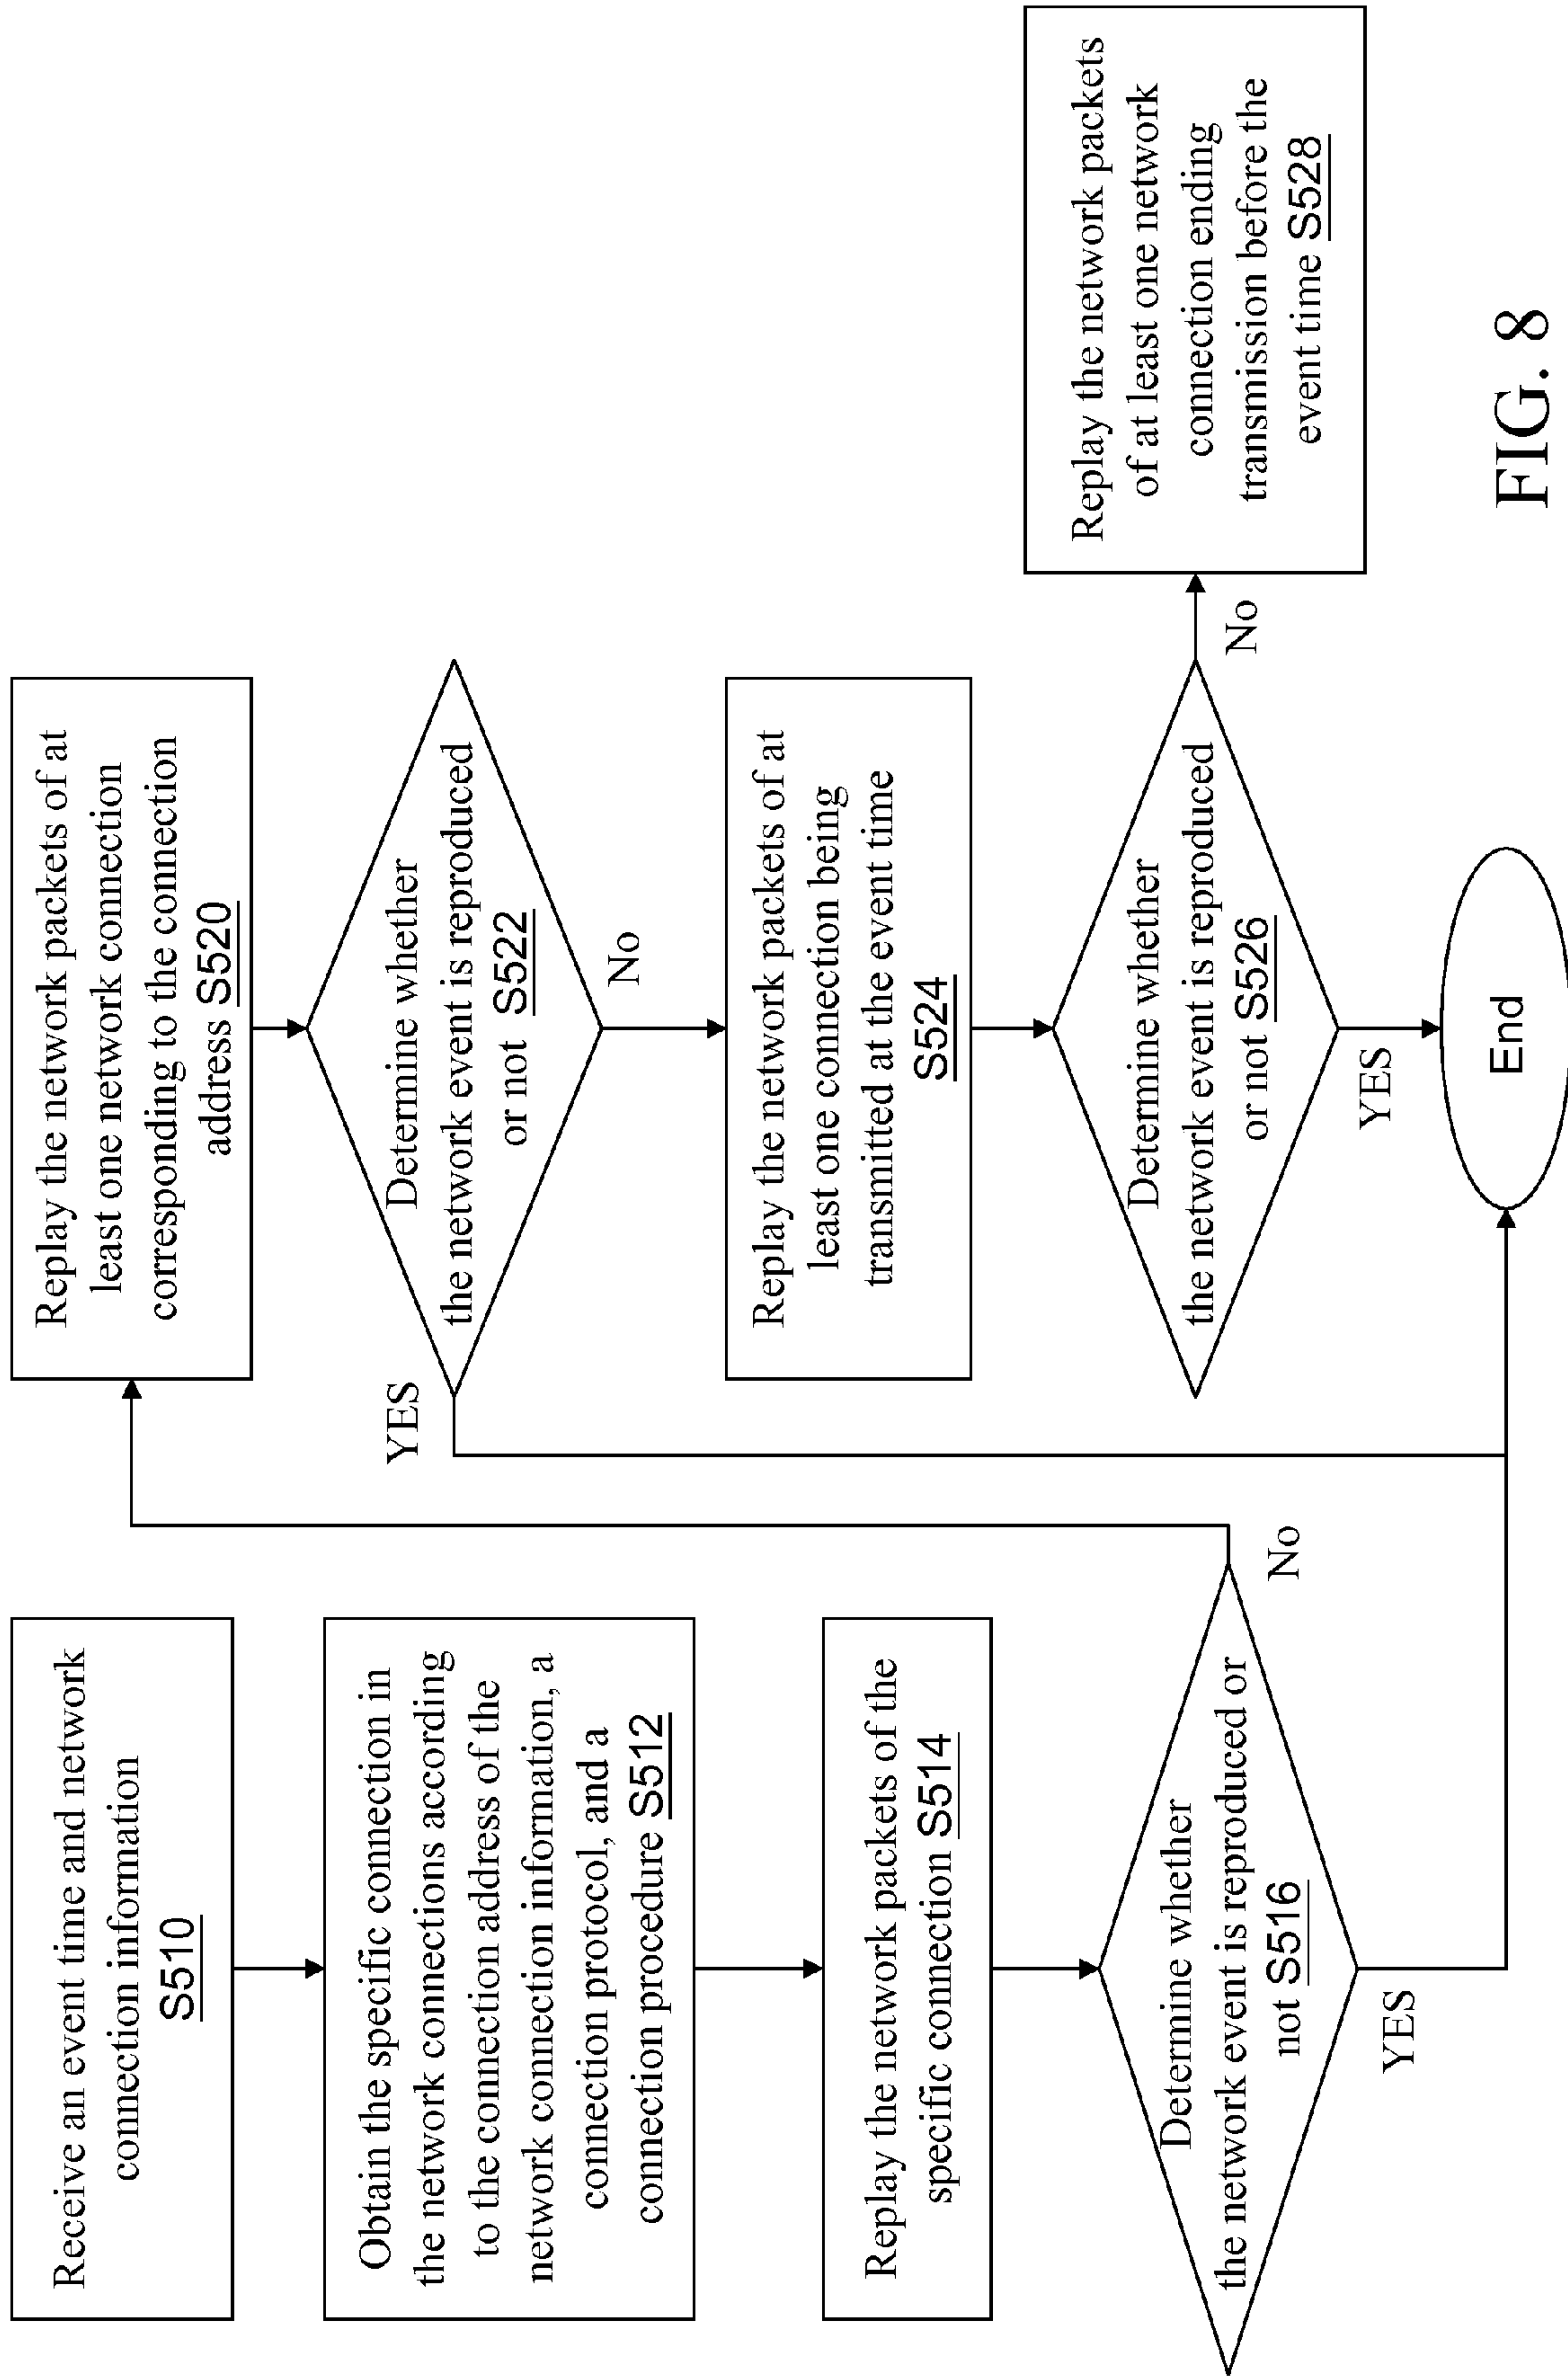 Receive an event time and network
connection information
S510
Obtain the specific connection in
the network connections according
to the connection address of the
network connection information, a
connection protocol, and a
connection procedure S512
Replay the network packets of the
specific connection S514
Determine whether
the network event is reproduced or
not S516
No
YES
Replay the network packets of at
least one network connection
corresponding to the connection
address S520
Determine whether
the network event is reproduced
or not S522
YES
No
Replay the network packets of at
least one connection being
transmitted at the event time
S524
Determine whether
the network event is reproduced
or not S526
No
YES
End
Replay the network packets
of at least one network
connection ending
transmission before the
event time S528
FIG. 8